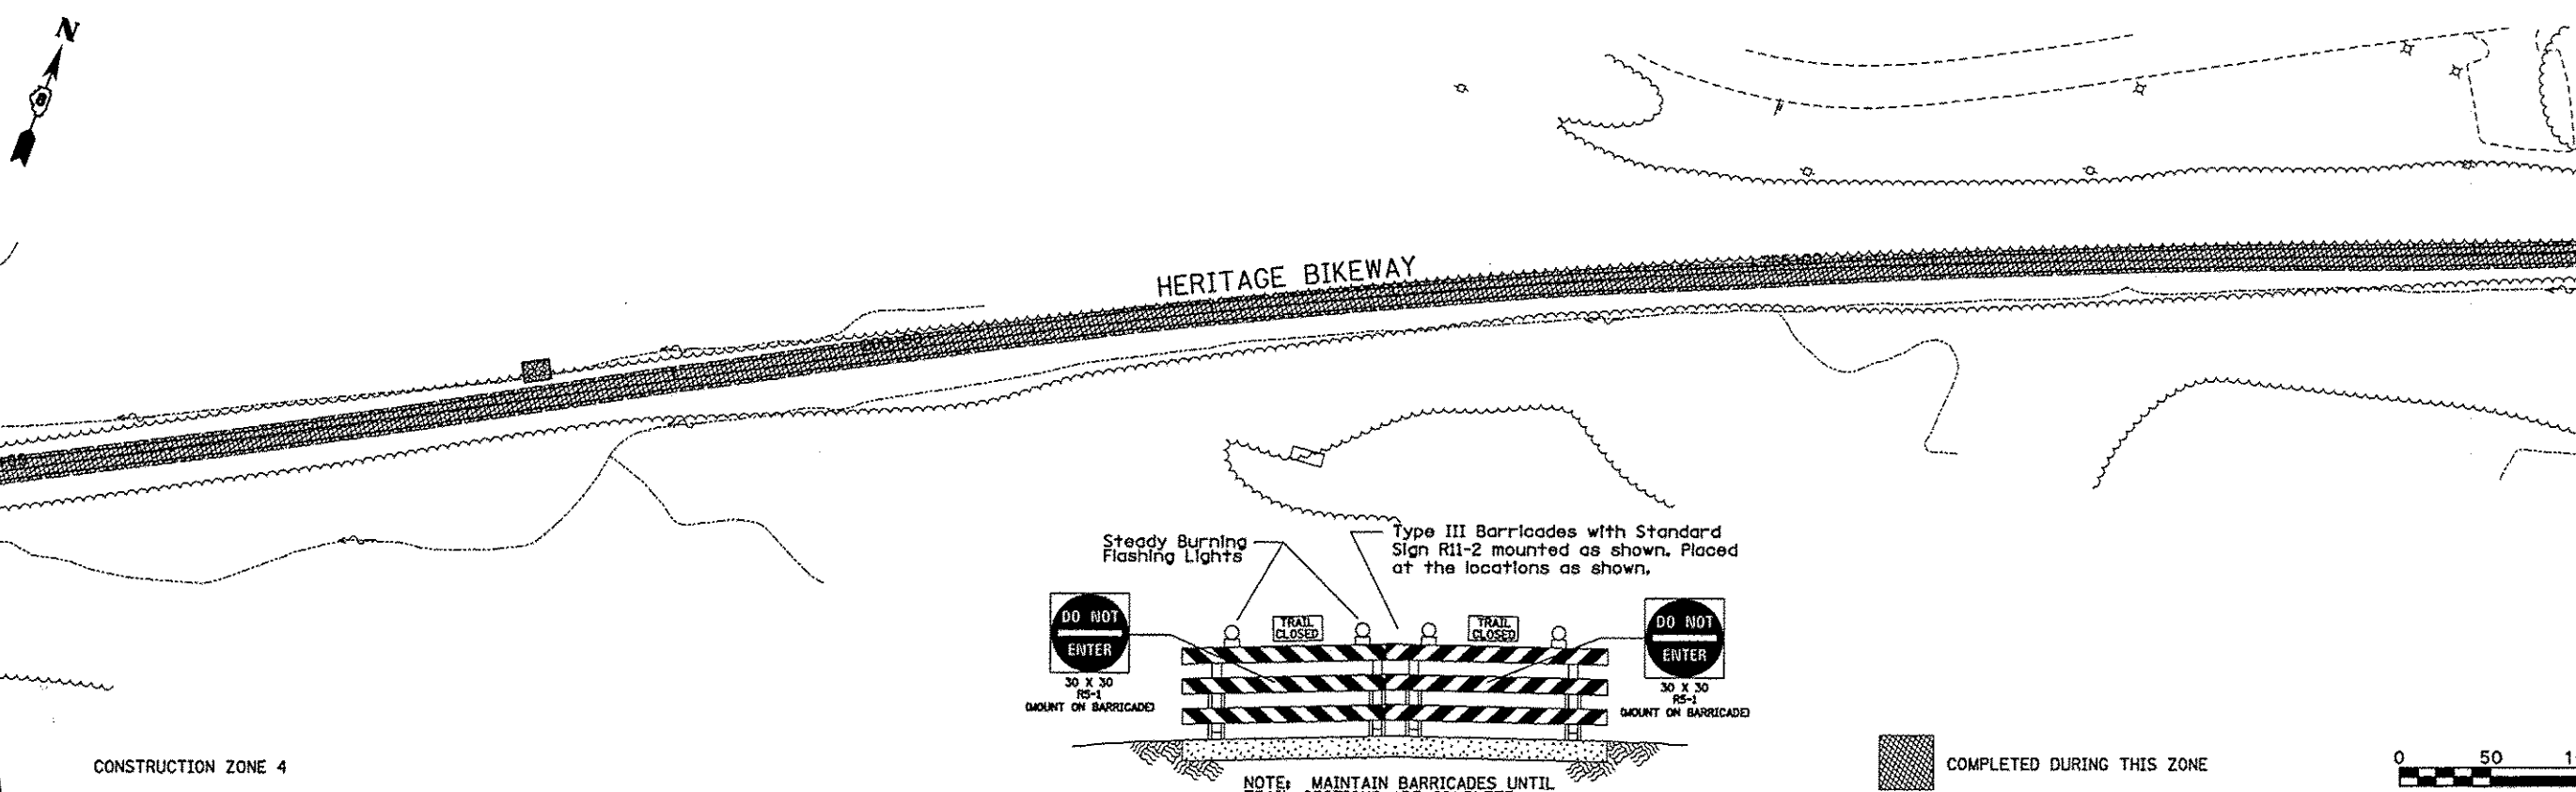 N
HERITAGE BIKEWAY
Steady Burning
Flashing Lights
Type III Barricades with Standard
Sign R11-2 mounted as shown. Placed
at the locations as shown.
DO NOT
ENTER
30 X 30
R5-1
(MOUNT ON BARRICADE)
TRAIL
CLOSED
TRAIL
CLOSED
DO NOT
ENTER
30 X 30
R5-1
(MOUNT ON BARRICADE)
CONSTRUCTION ZONE 4
NOTE: MAINTAIN BARRICADES UNTIL
COMPLETED DURING THIS ZONE
0 50